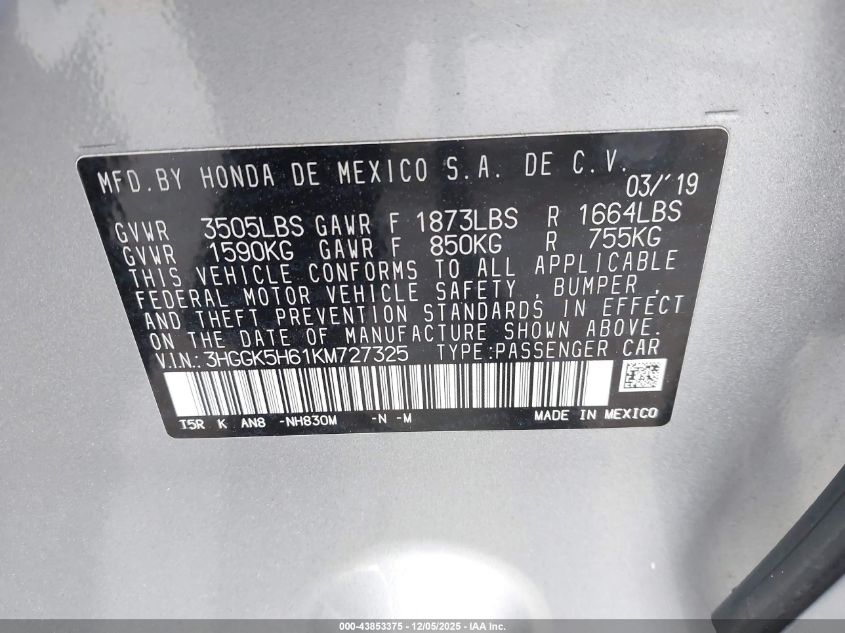 MFD.BY HONDA DE MEXICO S.A. DE C.V.
03/'19
GVWR 3505LBS GAWR F 1873LBS R 1664LBS
GVWR 1590KG GAWR F 850KG R 755KG
THIS VEHICLE CONFORMS TO ALL APPLICABLE
FEDERAL MOTOR VEHICLE SAFETY , BUMPER ,
AND THEFT PREVENTION STANDARDS IN EFFECT
ON THE DATE OF MANUFACTURE SHOWN ABOVE.
V.I.N.:3HGGK5H61KM727325 TYPE:PASSENGER CAR
T5R K AN8 -NH830M -N -M MADE IN MEXICO
000-43853375 - 12/05/2025 - IAA Inc.